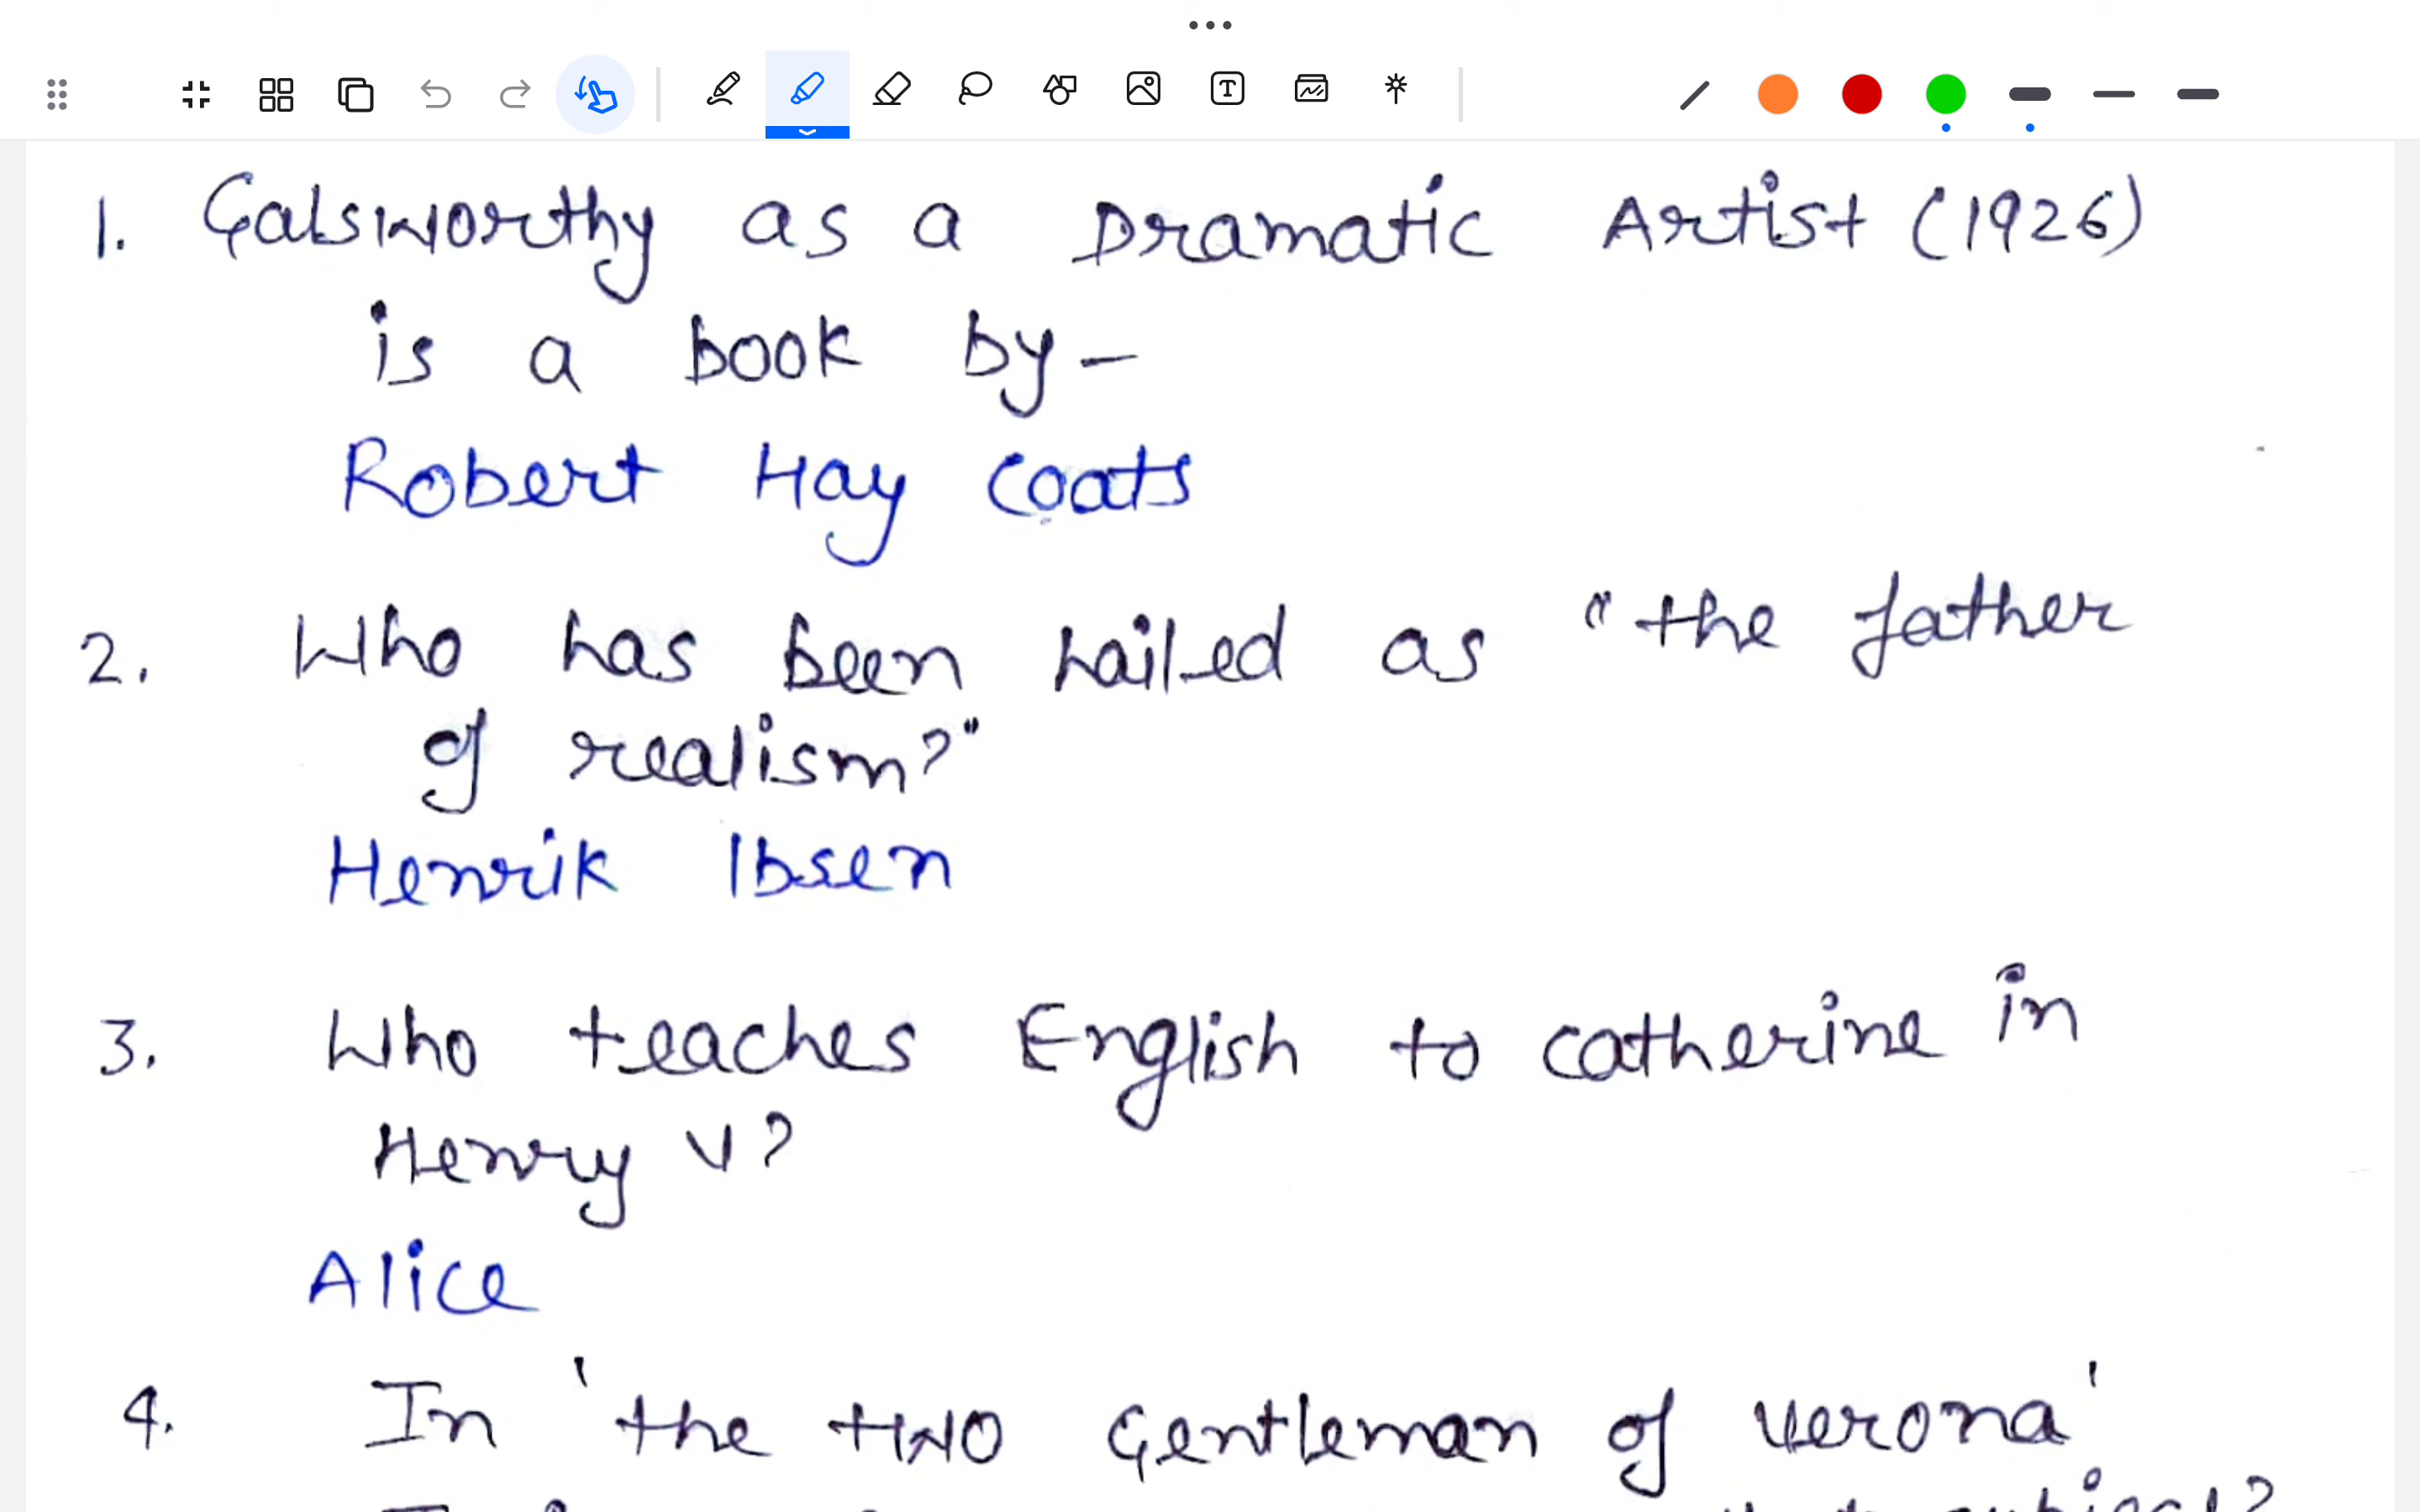 1. Galsworthy as a Dramatic Artist (1926)
is a book by-
Robert Hay Coats
2. Who has been hailed as "the father
of realism?"
Henrik Ibsen
3. Who teaches English to Catherine in
Henry V?
Alice
4. In 'the two Gentleman of Verona'